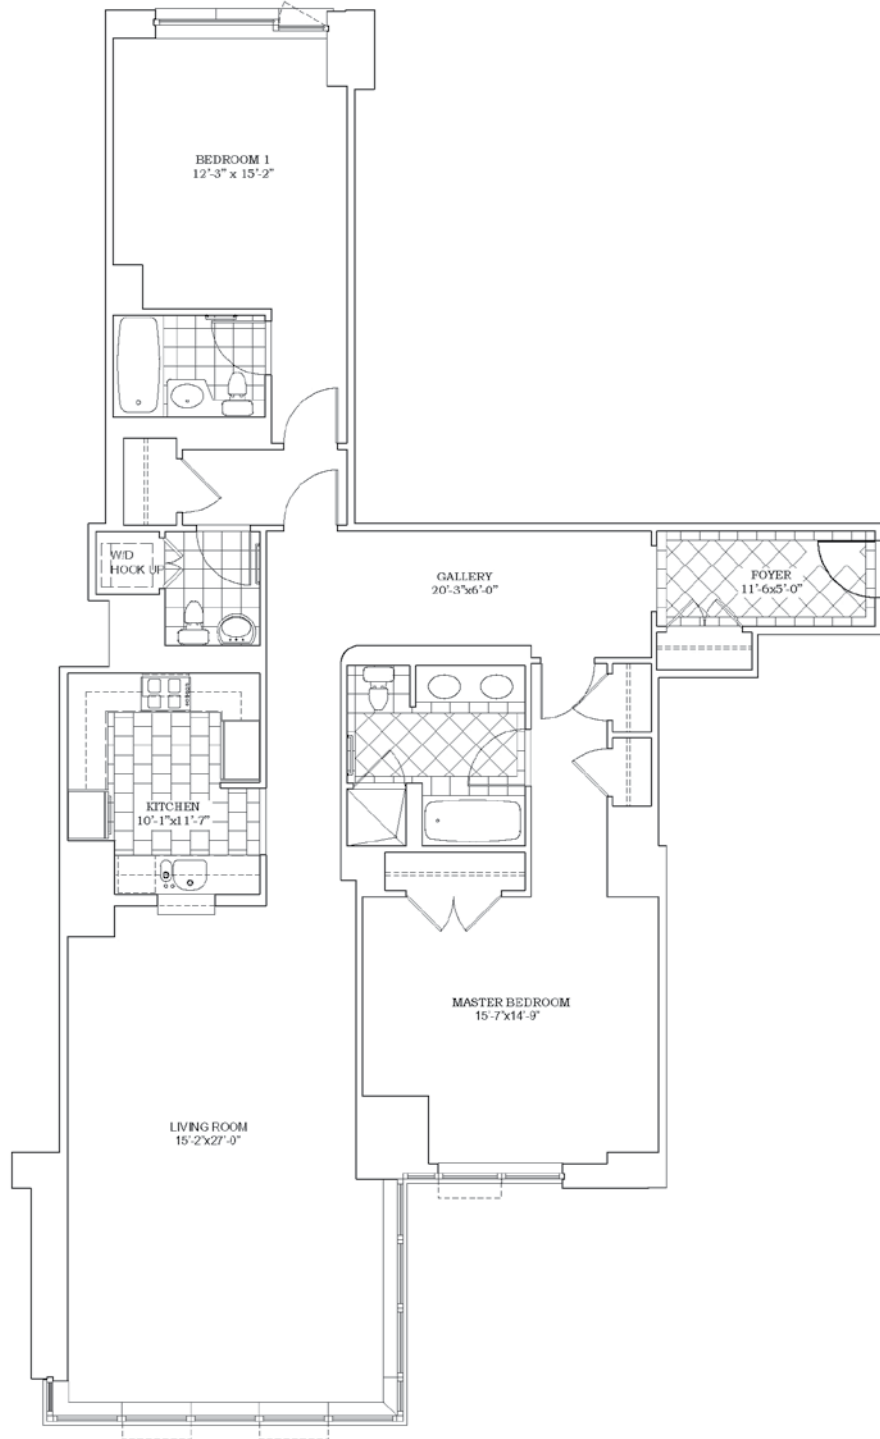 BEDROOM 1
12'-3" x 15'-2"
W/D
HOOK UP
GALLERY
20'-3"x6'-0"
FOYER
11'-6x5'-0"
KITCHEN
10'-1"x11'-7"
MASTER BEDROOM
15'-7"x14'-9"
LIVING ROOM
15'-2"x27'-0"